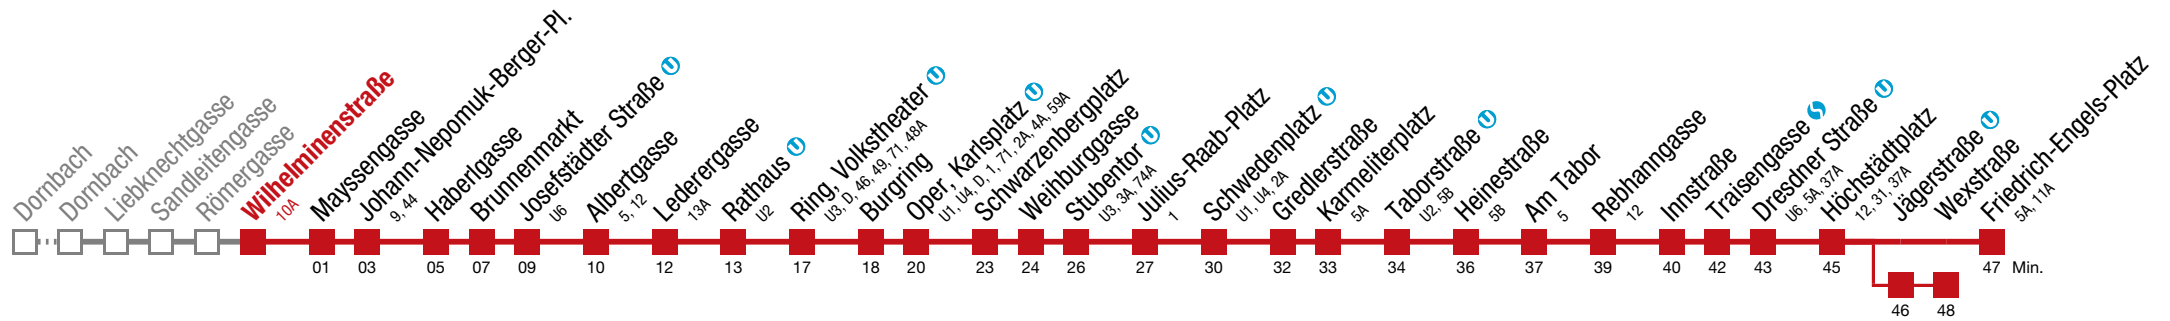 Dornbach
Dornbach
Liebknechtgasse
Sandleitengasse
Römergasse
Wilhelminenstraße
10A
Mayssengasse
Johann-Nepomuk-Berger-Pl.
9, 44
Haberlgasse
Brunnenmarkt
Josefstädter Straße U
U6
Albertgasse
5, 12
Lederergasse
13A
Rathaus U
U2
Ring, Volkstheater U
U3, D, 46, 49, 71, 48A
Burgring
Oper, Karlsplatz U
U1, U4, D, 1, 71, 2A, 4A, 59A
Schwarzenbergplatz
Weihburggasse
Stubentor U
U3, 3A, 74A
Julius-Raab-Platz
1
Schwedenplatz U
U1, U4, 2A
Gredlerstraße
Karmeliterplatz
5A
Taborstraße U
U2, 5B
Heinestraße
5B
Am Tabor
5
Rebhanngasse
12
Innstraße
Traisengasse S
Dresdner Straße U
U6, 5A, 37A
Höchstädtplatz
12, 31, 37A
Jägerstraße U
Wexstraße
Friedrich-Engels-Platz
5A, 11A
01 03 05 07 09 10 12 13 17 18 20 23 24 26 27 30 32 33 34 36 37 39 40 42 43 45 47 Min.
46 48